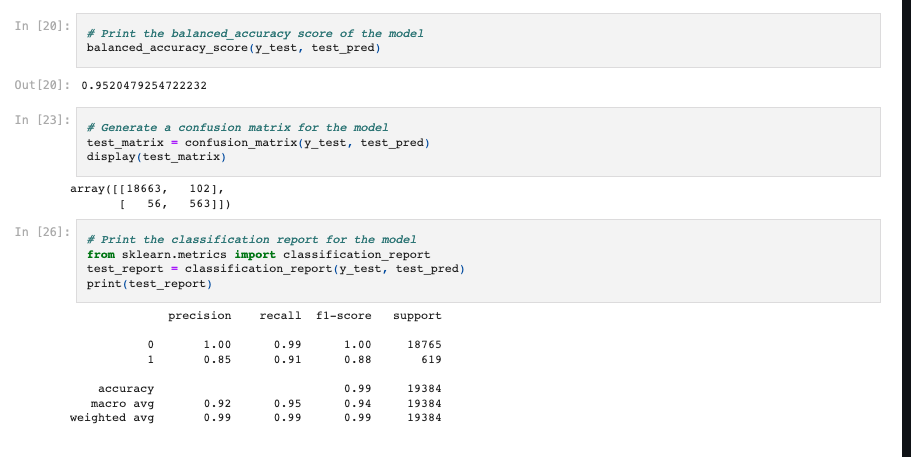 In [20]:
# Print the balanced_accuracy score of the model
balanced_accuracy_score(y_test, test_pred)
Out[20]: 0.9520479254722232
In [23]:
# Generate a confusion matrix for the model
test_matrix = confusion_matrix(y_test, test_pred)
display(test_matrix)
array([[18663,   102],
       [   56,   563]])
In [26]:
# Print the classification report for the model
from sklearn.metrics import classification_report
test_report = classification_report(y_test, test_pred)
print(test_report)
              precision    recall  f1-score   support
           0       1.00      0.99      1.00     18765
           1       0.85      0.91      0.88       619
    accuracy                           0.99     19384
   macro avg       0.92      0.95      0.94     19384
weighted avg       0.99      0.99      0.99     19384